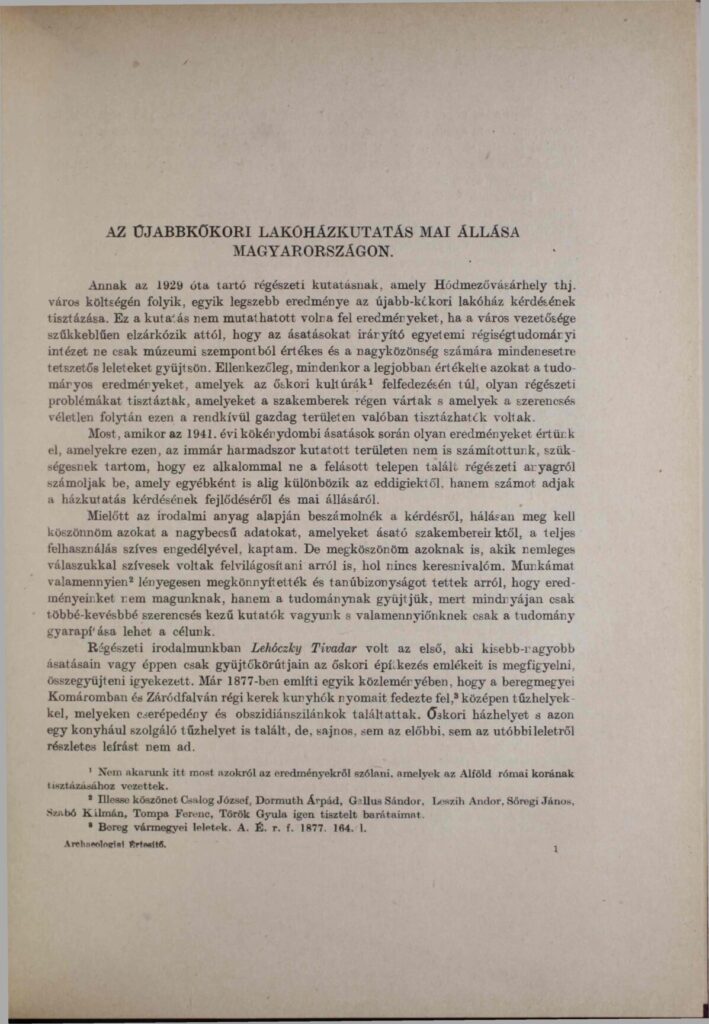 AZ ÚJABBKŐKORI LAKÓHÁZKUTATÁS MAI ÁLLÁSA
MAGYARORSZÁGON.
Annak az 1929 óta tartó régészeti kutatásnak, amely Hódmezővásárhely thj.
város költségén folyik, egyik legszebb eredménye az újabb-kőkori lakóház kérdésének
tisztázása. Ez a kutatás nem mutathatott volna fel eredményeket, ha a város vezetősége
szűkkeblűen elzárkózik attól, hogy az ásatásokat irányító egyetemi régiségtudományi
intézet ne csak múzeumi szempontból értékes és a nagyközönség számára mindenesetre
tetszetős leleteket gyüjtsön. Ellenkezőleg, mindenkor a legjobban értékelte azokat a tudo-
mányos eredményeket, amelyek az őskori kultúrák¹ felfedezésén túl, olyan régészeti
problémákat tisztáztak, amelyeket a szakemberek régen vártak s amelyek a szerencsés
véletlen folytán ezen a rendkívül gazdag területen valóban tisztázhatók voltak.
Most, amikor az 1941. évi kökénydombi ásatások során olyan eredményeket értünk
el, amelyekre ezen, az immár harmadszor kutatott területen nem is számítottunk, szük-
ségesnek tartom, hogy ez alkalommal ne a felásott telepen talált régészeti anyagról
számoljak be, amely egyébként is alig különbözik az eddigiektől, hanem számot adjak
a házkutatás kérdésének fejlődéséről és mai állásáról.
Mielőtt az irodalmi anyag alapján beszámolnék a kérdésről, hálásan meg kell
köszönnöm azokat a nagybecsű adatokat, amelyeket ásató szakembereinktől, a teljes
felhasználás szíves engedélyével, kaptam. De megköszönöm azoknak is, akik nemleges
válaszukkal szívesek voltak felvilágosítani arról is, hol nincs keresnivalóm. Munkámat
valamennyien² lényegesen megkönnyítették és tanúbizonyságot tettek arról, hogy ered-
ményeinket nem magunknak, hanem a tudománynak gyüjtjük, mert mindnyájan csak
többé-kevésbbé szerencsés kezű kutatók vagyunk s valamennyiőnknek csak a tudomány
gyarapítása lehet a célunk.
Régészeti irodalmunkban Lehóczky Tivadar volt az első, aki kisebb-nagyobb
ásatásain vagy éppen csak gyüjtőkörútjain az őskori építkezés emlékeit is megfigyelni,
összegyüjteni igyekezett. Már 1877-ben említi egyik közleményében, hogy a beregmegyei
Komáromban és Záródfalván régi kerek kunyhók nyomait fedezte fel,³ középen tűzhelyek-
kel, melyeken cserépedény és obszidiánszilánkok találtattak. Őskori házhelyet s azon
egy konyhául szolgáló tűzhelyet is talált, de, sajnos, sem az előbbi, sem az utóbbi leletről
részletes leírást nem ad.
¹ Nem akarunk itt most azokról az eredményekről szólani, amelyek az Alföld római korának
tisztázásához vezettek.
² Illesse köszönet Csalog József, Dormuth Árpád, Gallus Sándor, Leszih Andor, Sőregi János,
Szabó Kálmán, Tompa Ferenc, Török Gyula igen tisztelt barátaimat.
³ Bereg vármegyei leletek. A. É. r. f. 1877. 164. l.
Archaeologiai Értesítő.
1